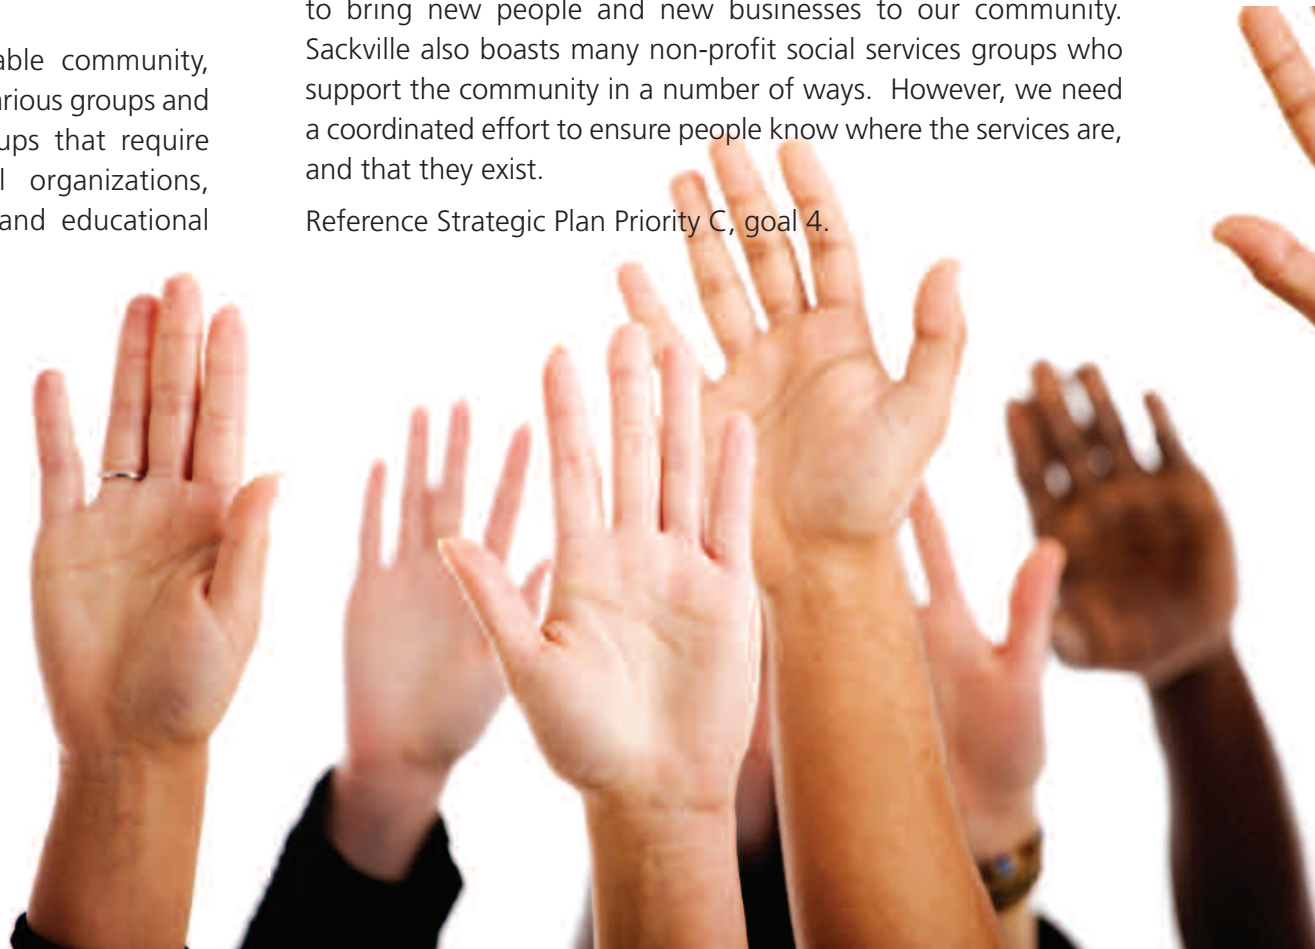 able community,
and
ups that require
organizations,
and educational
to bring new people and new businesses to our community.
Sackville also boasts many non-profit social services groups who
support the community in a number of ways. However, we need
a coordinated effort to ensure people know where the services are,
and that they exist.
Reference Strategic Plan Priority C, goal 4.